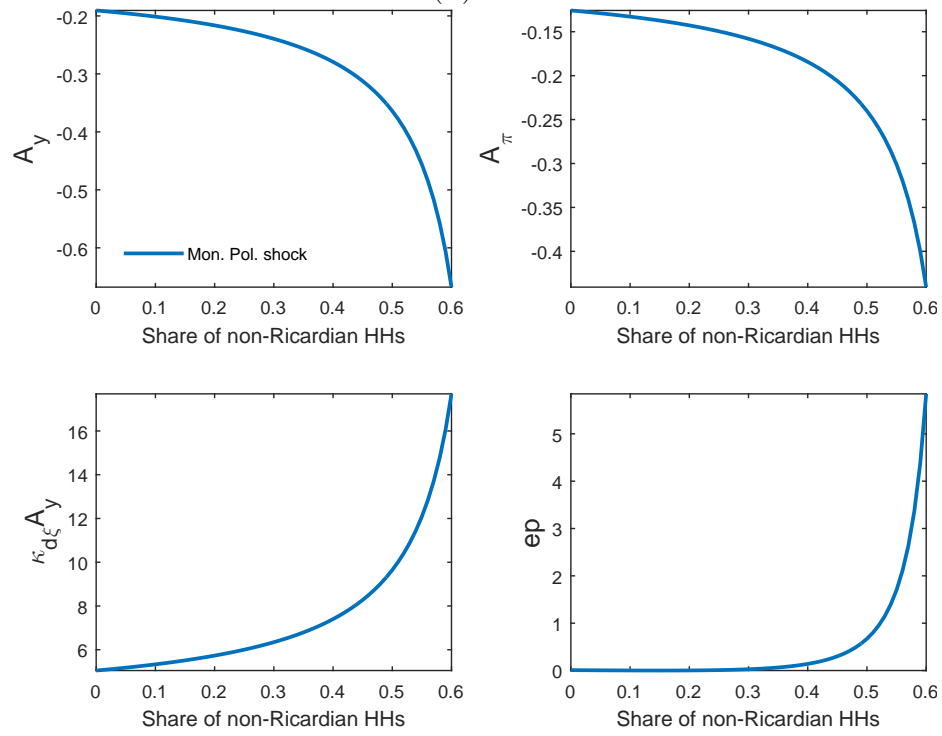 -0.2
-0.3
-0.4
-0.5
-0.6
A_y
Mon. Pol. shock
0 0.1 0.2 0.3 0.4 0.5 0.6
Share of non-Ricardian HHs
-0.15
-0.2
-0.25
-0.3
-0.35
-0.4
A_π
0 0.1 0.2 0.3 0.4 0.5 0.6
Share of non-Ricardian HHs
16
14
12
10
8
6
κ_dξ A_y
0 0.1 0.2 0.3 0.4 0.5 0.6
Share of non-Ricardian HHs
5
4
3
2
1
0
ep
0 0.1 0.2 0.3 0.4 0.5 0.6
Share of non-Ricardian HHs